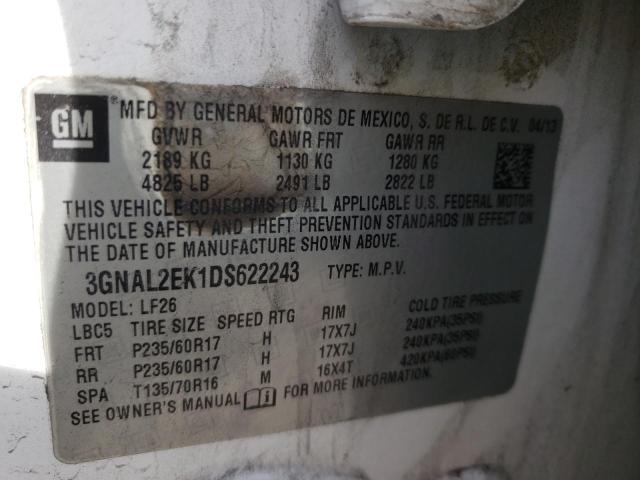 GM ® MFD BY GENERAL MOTORS DE MEXICO, S. DE R.L. DE C.V. 04/13
GVWR GAWR FRT GAWR RR
2189 KG 1130 KG 1280 KG
4825 LB 2491 LB 2822 LB
THIS VEHICLE CONFORMS TO ALL APPLICABLE U.S. FEDERAL MOTOR
VEHICLE SAFETY AND THEFT PREVENTION STANDARDS IN EFFECT ON
THE DATE OF MANUFACTURE SHOWN ABOVE.
3GNAL2EK1DS622243 TYPE: M.P.V.
MODEL: LF26
LBC5 TIRE SIZE SPEED RTG RIM COLD TIRE PRESSURE
FRT P235/60R17 H 17X7J 240KPA(35PSI)
RR P235/60R17 H 17X7J 240KPA(35PSI)
SPA T135/70R16 M 16X4T 420KPA(60PSI)
SEE OWNER'S MANUAL FOR MORE INFORMATION.